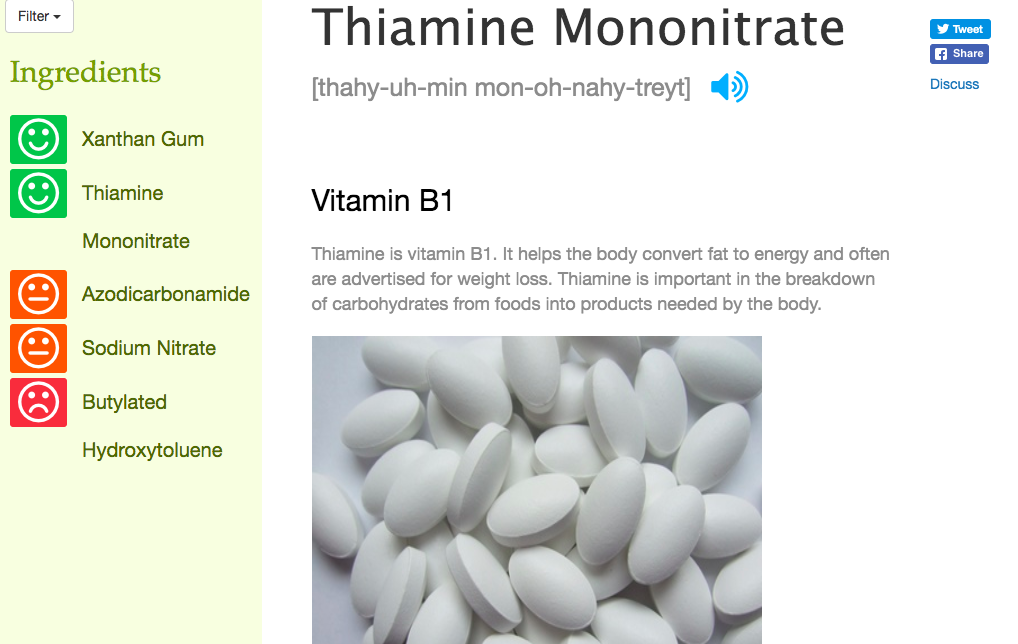 Filter
Ingredients
Xanthan Gum
Thiamine
Mononitrate
Azodicarbonamide
Sodium Nitrate
Butylated
Hydroxytoluene
Thiamine Mononitrate
[thahy-uh-min mon-oh-nahy-treyt]
Vitamin B1
Thiamine is vitamin B1. It helps the body convert fat to energy and often
are advertised for weight loss. Thiamine is important in the breakdown
of carbohydrates from foods into products needed by the body.
Tweet
Share
Discuss